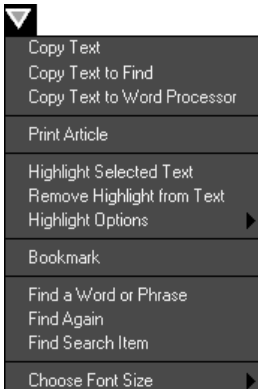 Copy Text
Copy Text to Find
Copy Text to Word Processor
Print Article
Highlight Selected Text
Remove Highlight from Text
Highlight Options
Bookmark
Find a Word or Phrase
Find Again
Find Search Item
Choose Font Size